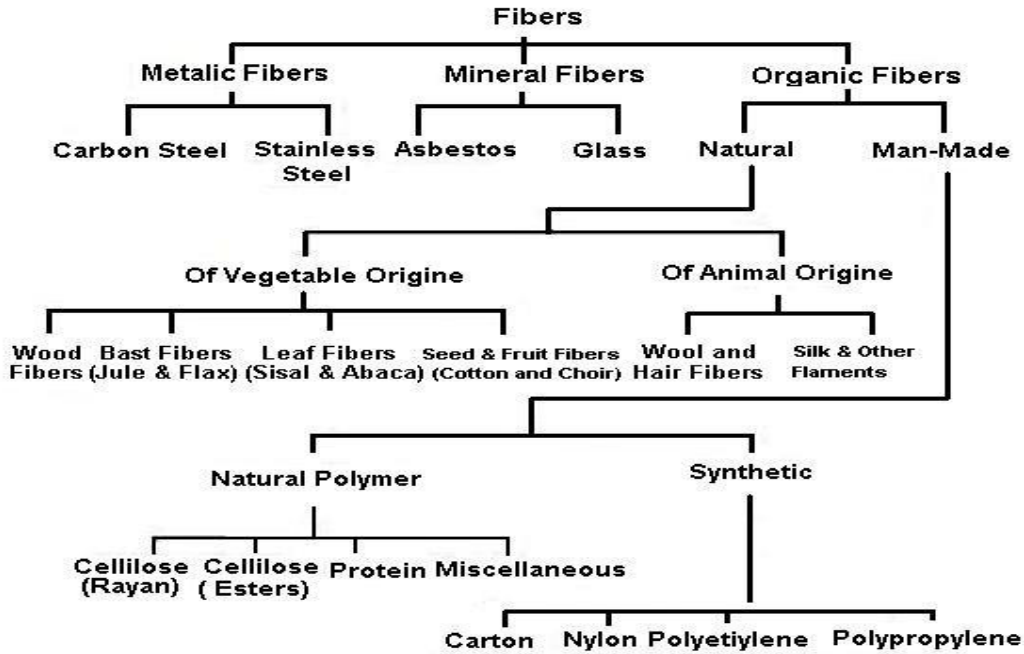 Fibers
Metalic Fibers
Mineral Fibers
Organic Fibers
Carbon Steel
Stainless
Steel
Asbestos
Glass
Natural
Man-Made
Of Vegetable Origine
Of Animal Origine
Wood
Fibers
Bast Fibers
(Jule & Flax)
Leaf Fibers
(Sisal & Abaca)
Seed & Fruit Fibers
(Cotton and Choir)
Wool and
Hair Fibers
Silk & Other
Flaments
Natural Polymer
Synthetic
Cellilose
(Rayan)
Cellilose
( Esters)
Protein
Miscellaneous
Carton
Nylon
Polyetiylene
Polypropylene